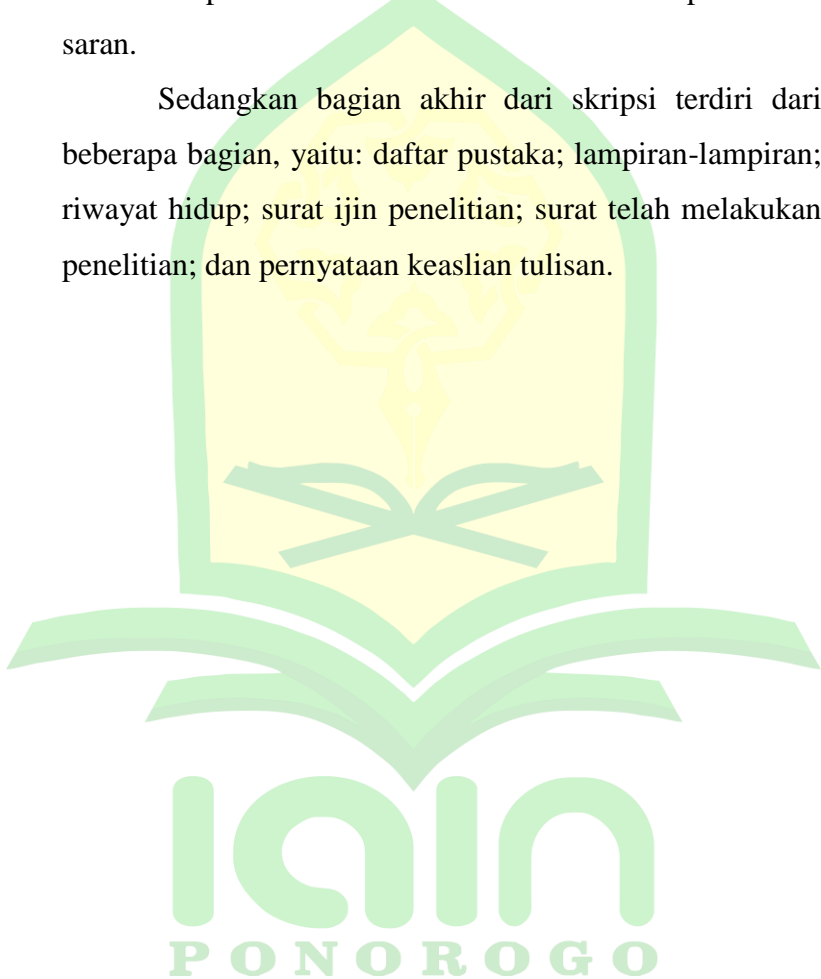 saran.
Sedangkan bagian akhir dari skripsi terdiri dari
beberapa bagian, yaitu: daftar pustaka; lampiran-lampiran;
riwayat hidup; surat ijin penelitian; surat telah melakukan
penelitian; dan pernyataan keaslian tulisan.
iain
PONOROGO